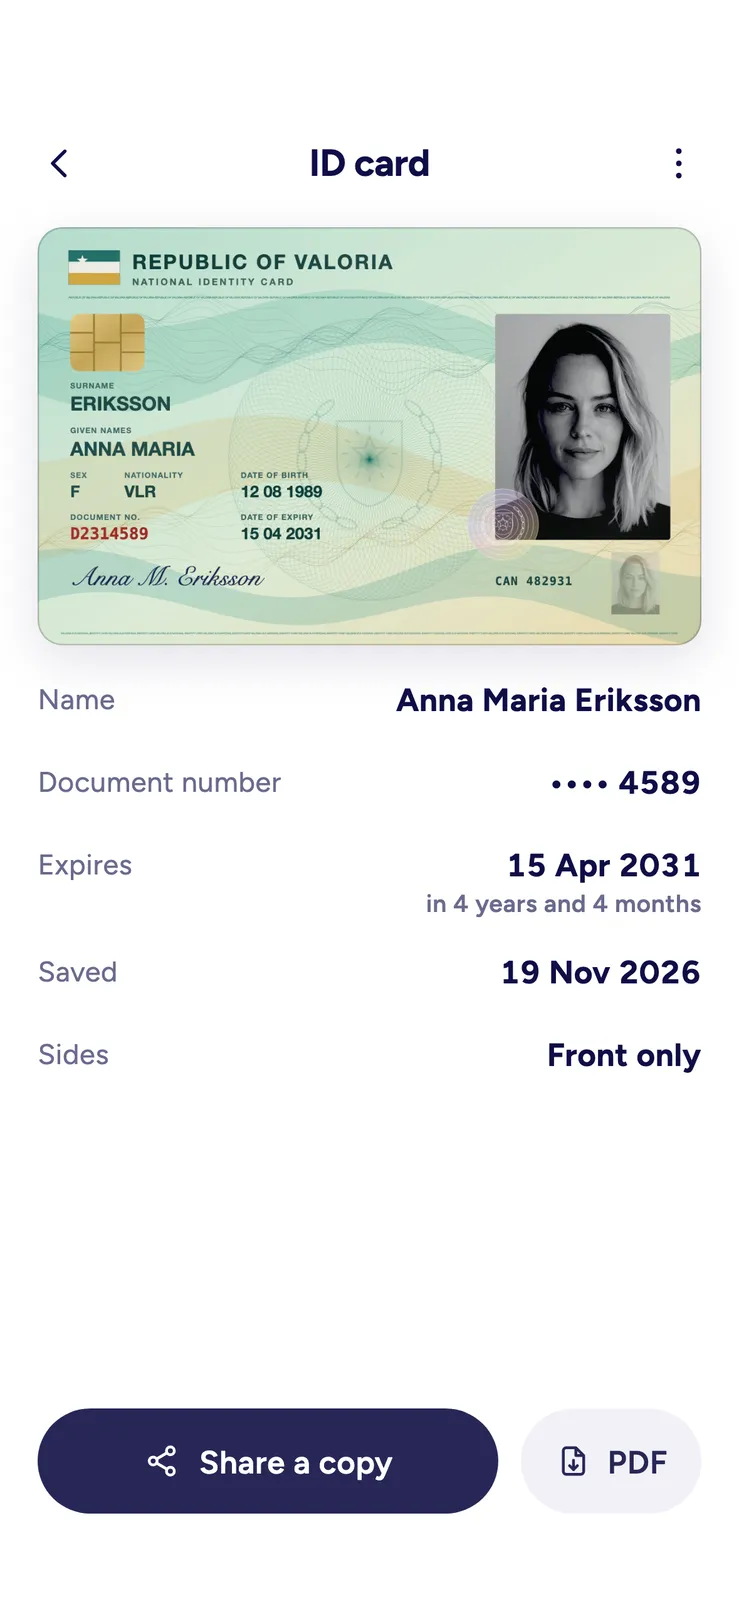 ID card
REPUBLIC OF VALORIA
NATIONAL IDENTITY CARD
SURNAME
ERIKSSON
GIVEN NAMES
ANNA MARIA
SEX NATIONALITY DATE OF BIRTH
F VLR 12 08 1989
DOCUMENT NO. DATE OF EXPIRY
D2314589 15 04 2031
Anna M. Eriksson
CAN 482931
Name Anna Maria Eriksson
Document number •••• 4589
Expires 15 Apr 2031
in 4 years and 4 months
Saved 19 Nov 2026
Sides Front only
Share a copy PDF